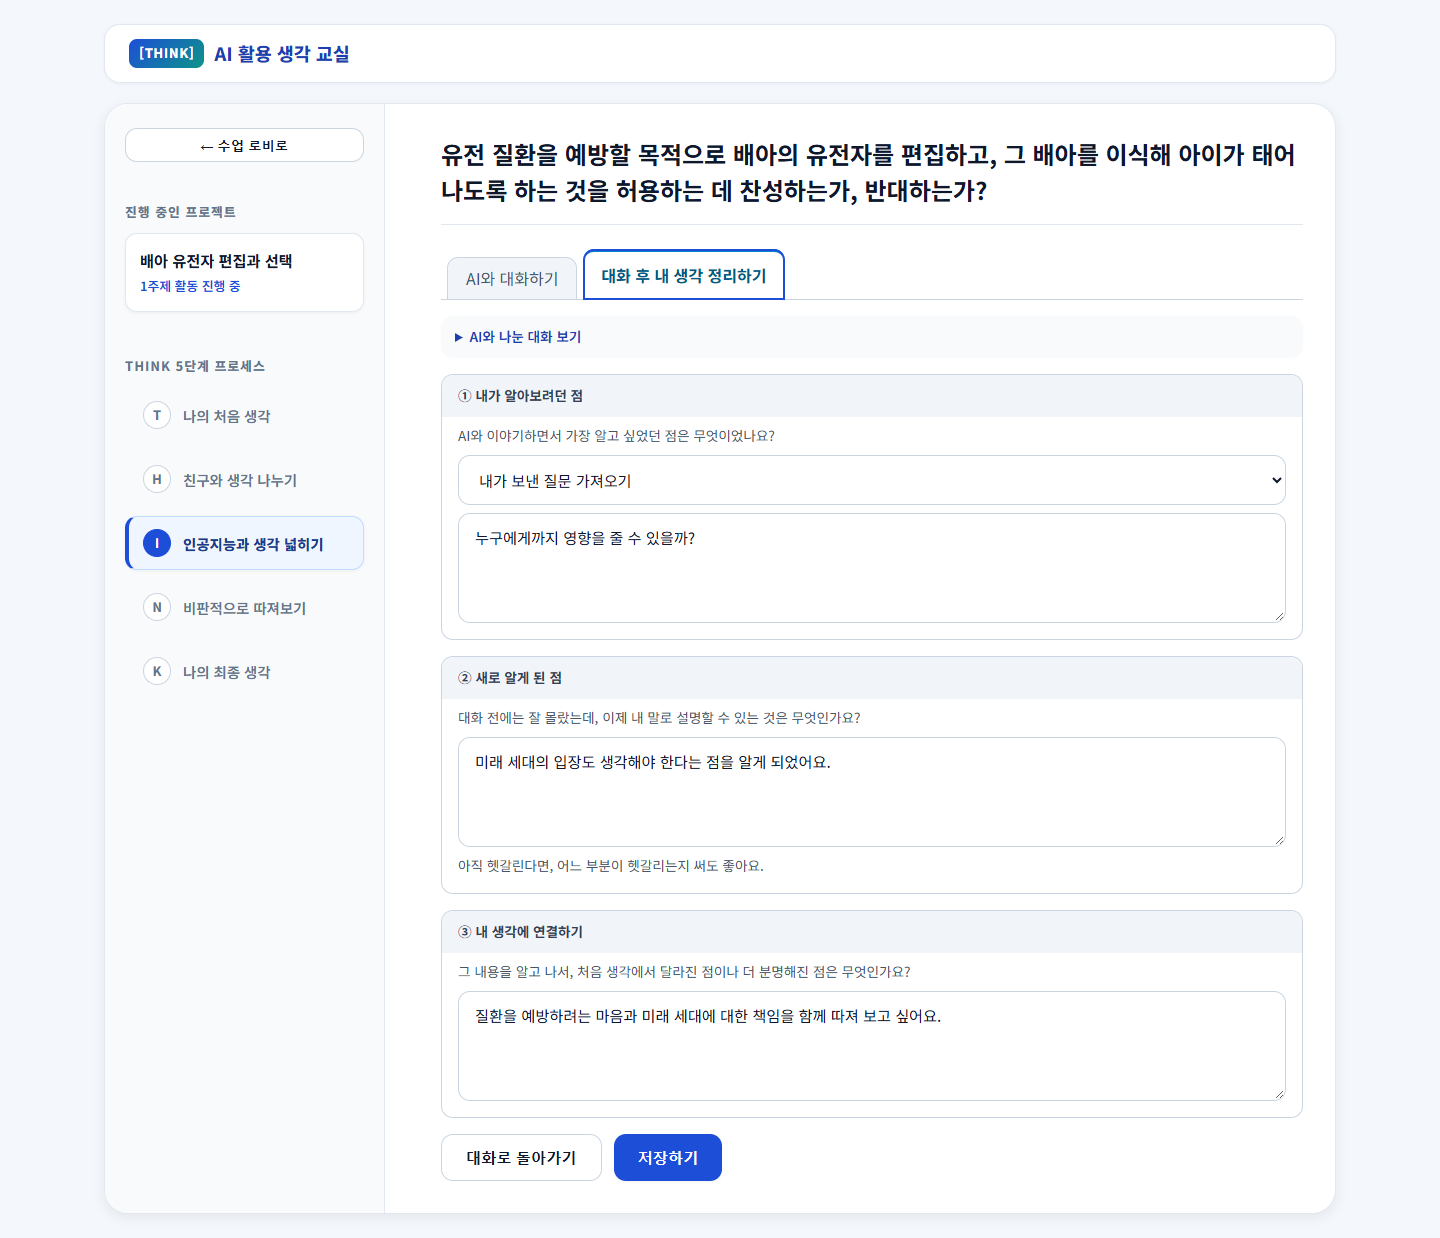 [THINK] AI 활용 생각 교실
← 수업 로비로
진행 중인 프로젝트
배아 유전자 편집과 선택
1주제 활동 진행 중
THINK 5단계 프로세스
T 나의 처음 생각
H 친구와 생각 나누기
I 인공지능과 생각 넓히기
N 비판적으로 따져보기
K 나의 최종 생각
유전 질환을 예방할 목적으로 배아의 유전자를 편집하고, 그 배아를 이식해 아이가 태어
나도록 하는 것을 허용하는 데 찬성하는가, 반대하는가?
AI와 대화하기
대화 후 내 생각 정리하기
▶ AI와 나눈 대화 보기
① 내가 알아보려던 점
AI와 이야기하면서 가장 알고 싶었던 점은 무엇이었나요?
내가 보낸 질문 가져오기
누구에게까지 영향을 줄 수 있을까?
② 새로 알게 된 점
대화 전에는 잘 몰랐는데, 이제 내 말로 설명할 수 있는 것은 무엇인가요?
미래 세대의 입장도 생각해야 한다는 점을 알게 되었어요.
아직 헷갈린다면, 어느 부분이 헷갈리는지 써도 좋아요.
③ 내 생각에 연결하기
그 내용을 알고 나서, 처음 생각에서 달라진 점이나 더 분명해진 점은 무엇인가요?
질환을 예방하려는 마음과 미래 세대에 대한 책임을 함께 따져 보고 싶어요.
대화로 돌아가기
저장하기